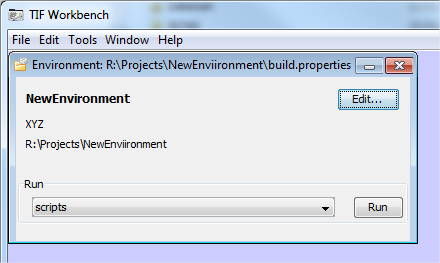 TIF Workbench
File Edit Tools Window Help
Environment: R:\Projects\NewEnviironment\build.properties
NewEnvironment
Edit...
XYZ
R:\Projects\NewEnviironment
Run
scripts
Run